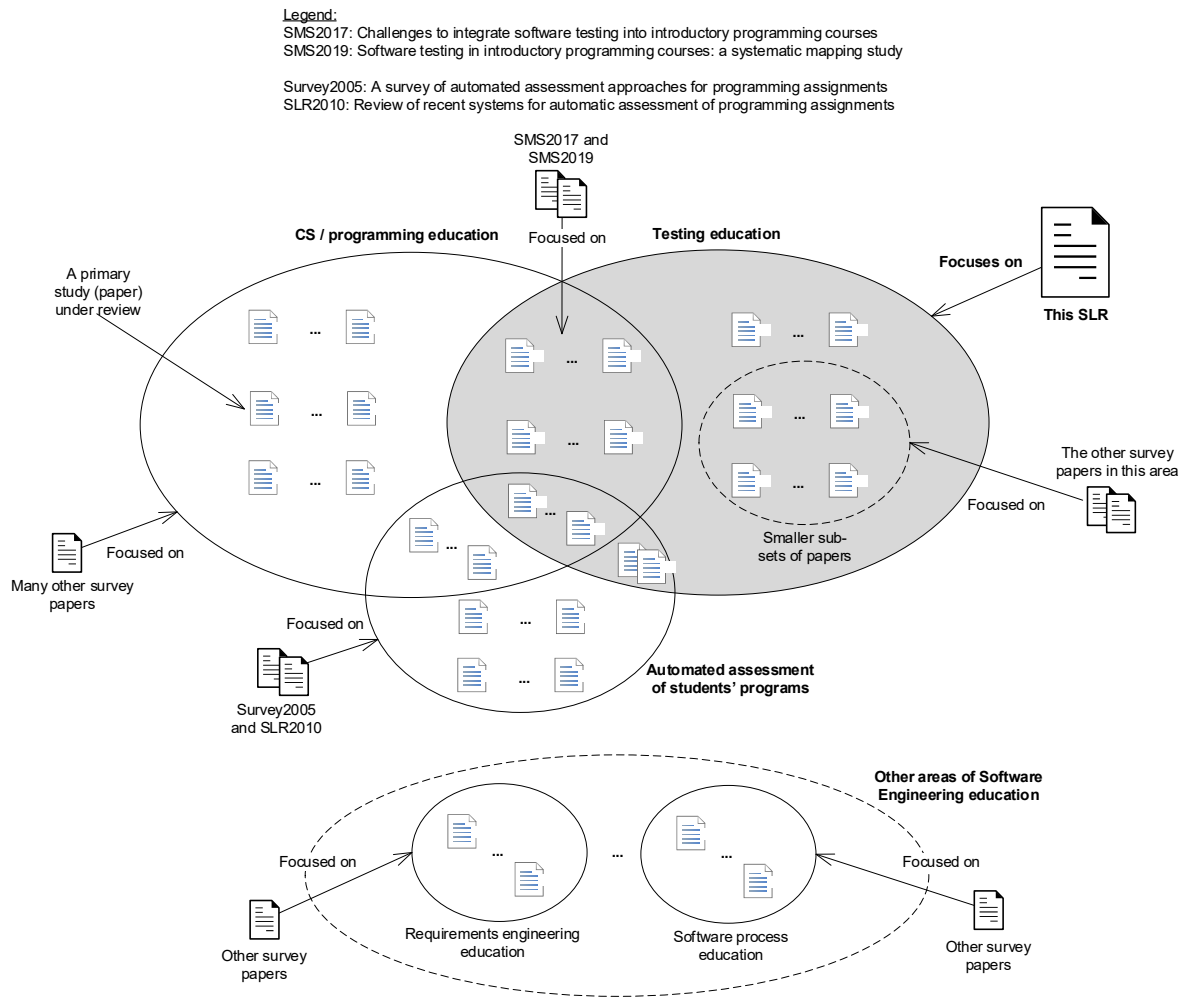 Legend:
SMS2017: Challenges to integrate software testing into introductory programming courses
SMS2019: Software testing in introductory programming courses: a systematic mapping study
Survey2005: A survey of automated assessment approaches for programming assignments
SLR2010: Review of recent systems for automatic assessment of programming assignments
SMS2017 and
SMS2019
Focused on
CS / programming education
Testing education
Focuses on
This SLR
A primary
study (paper)
under review
...
...
...
...
...
...
...
...
The other survey
papers in this area
Focused on
...
Smaller sub-
sets of papers
...
...
Focused on
Many other survey
papers
Focused on
...
...
Survey2005
and SLR2010
Automated assessment
of students’ programs
Other areas of Software
Engineering education
Focused on
...
...
...
Focused on
Requirements engineering
education
Software process
education
Other survey
papers
Other survey
papers